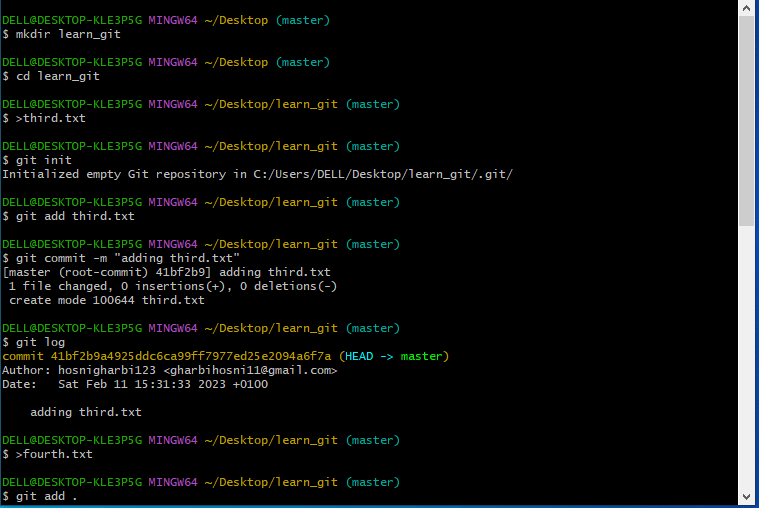 DELL@DESKTOP-KLE3P5G MINGW64 ~/Desktop (master)
$ mkdir learn_git
DELL@DESKTOP-KLE3P5G MINGW64 ~/Desktop (master)
$ cd learn_git
DELL@DESKTOP-KLE3P5G MINGW64 ~/Desktop/learn_git (master)
$ >third.txt
DELL@DESKTOP-KLE3P5G MINGW64 ~/Desktop/learn_git (master)
$ git init
Initialized empty Git repository in C:/Users/DELL/Desktop/learn_git/.git/
DELL@DESKTOP-KLE3P5G MINGW64 ~/Desktop/learn_git (master)
$ git add third.txt
DELL@DESKTOP-KLE3P5G MINGW64 ~/Desktop/learn_git (master)
$ git commit -m "adding third.txt"
[master (root-commit) 41bf2b9] adding third.txt
 1 file changed, 0 insertions(+), 0 deletions(-)
 create mode 100644 third.txt
DELL@DESKTOP-KLE3P5G MINGW64 ~/Desktop/learn_git (master)
$ git log
commit 41bf2b9a4925ddc6ca99ff7977ed25e2094a6f7a (HEAD -> master)
Author: hosnigharbi123 <gharbihosni11@gmail.com>
Date:   Sat Feb 11 15:31:33 2023 +0100
    adding third.txt
DELL@DESKTOP-KLE3P5G MINGW64 ~/Desktop/learn_git (master)
$ >fourth.txt
DELL@DESKTOP-KLE3P5G MINGW64 ~/Desktop/learn_git (master)
$ git add .